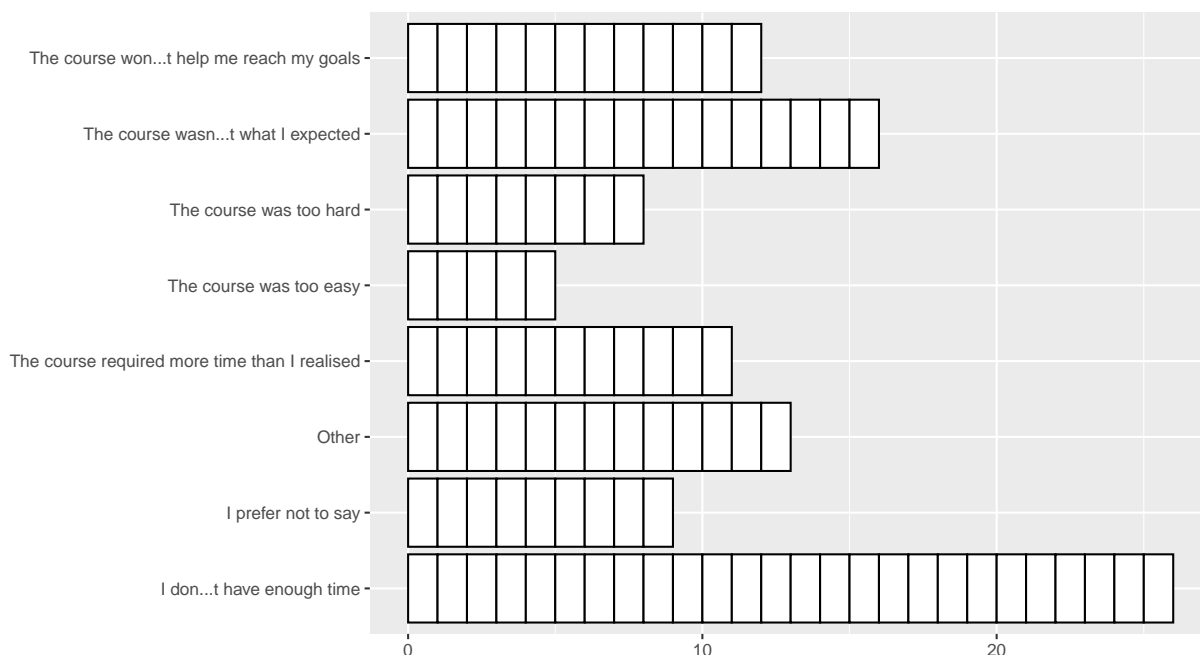 The course won...t help me reach my goals
The course wasn...t what I expected
The course was too hard
The course was too easy
The course required more time than I realised
Other
I prefer not to say
I don...t have enough time
0 10 20